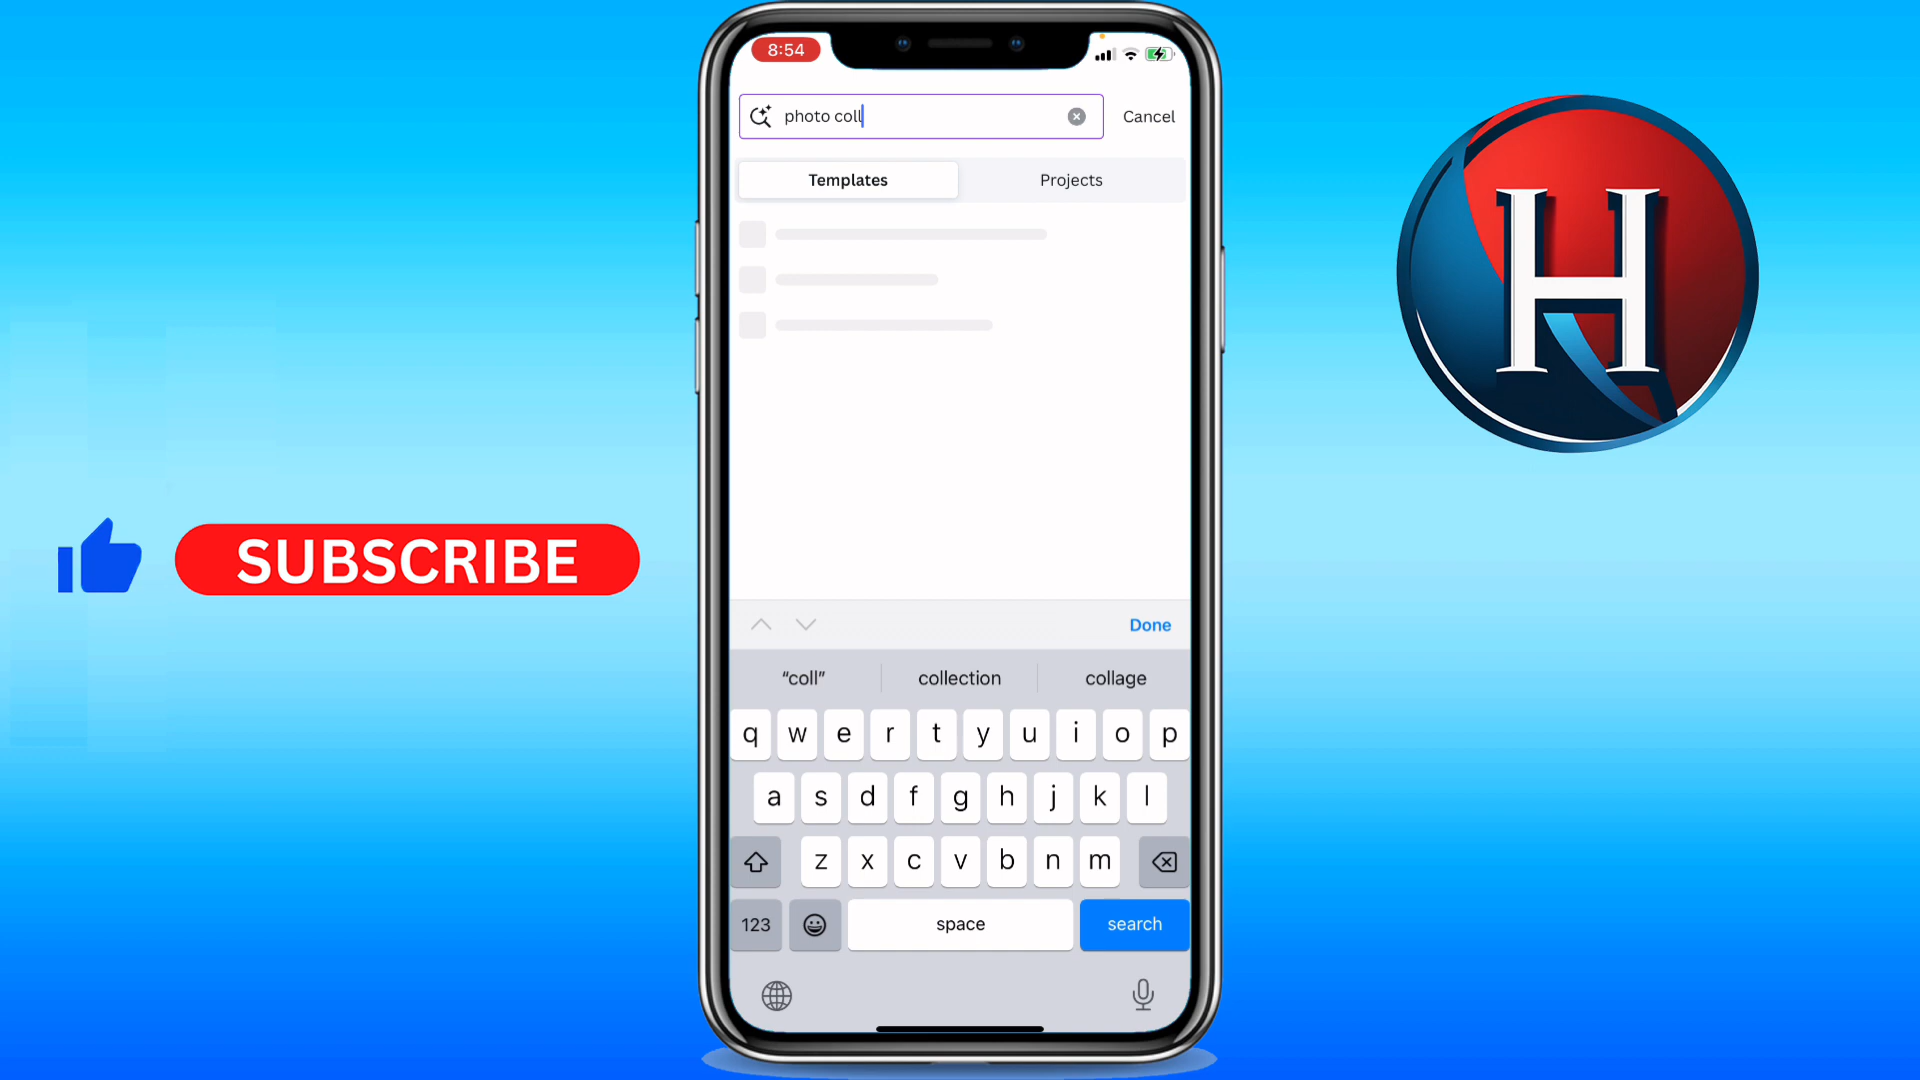 8:54
photo coll
Cancel
Templates
Projects
Done
“coll”
collection
collage
q w e r t y u i o p
a s d f g h j k l
z x c v b n m
123
space
search
SUBSCRIBE
H